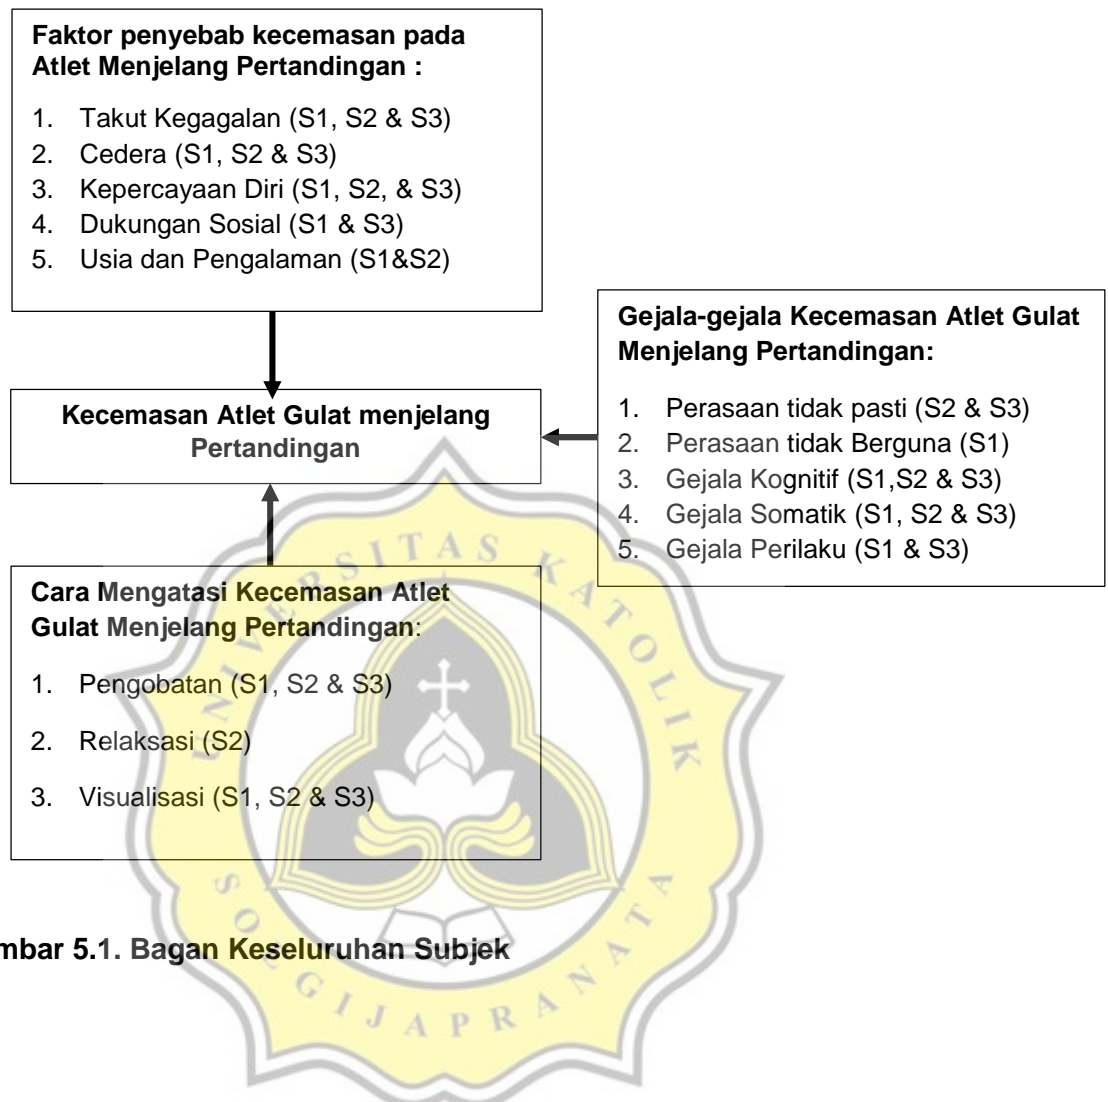 Faktor penyebab kecemasan pada
Atlet Menjelang Pertandingan :
1. Takut Kegagalan (S1, S2 & S3)
2. Cedera (S1, S2 & S3)
3. Kepercayaan Diri (S1, S2, & S3)
4. Dukungan Sosial (S1 & S3)
5. Usia dan Pengalaman (S1&S2)
Kecemasan Atlet Gulat menjelang
Pertandingan
Gejala-gejala Kecemasan Atlet Gulat
Menjelang Pertandingan:
1. Perasaan tidak pasti (S2 & S3)
2. Perasaan tidak Berguna (S1)
3. Gejala Kognitif (S1,S2 & S3)
4. Gejala Somatik (S1, S2 & S3)
5. Gejala Perilaku (S1 & S3)
Cara Mengatasi Kecemasan Atlet
Gulat Menjelang Pertandingan:
1. Pengobatan (S1, S2 & S3)
2. Relaksasi (S2)
3. Visualisasi (S1, S2 & S3)
mbar 5.1. Bagan Keseluruhan Subjek
UNIVERSITAS KATOLIK
SOEGIJAPRANATA